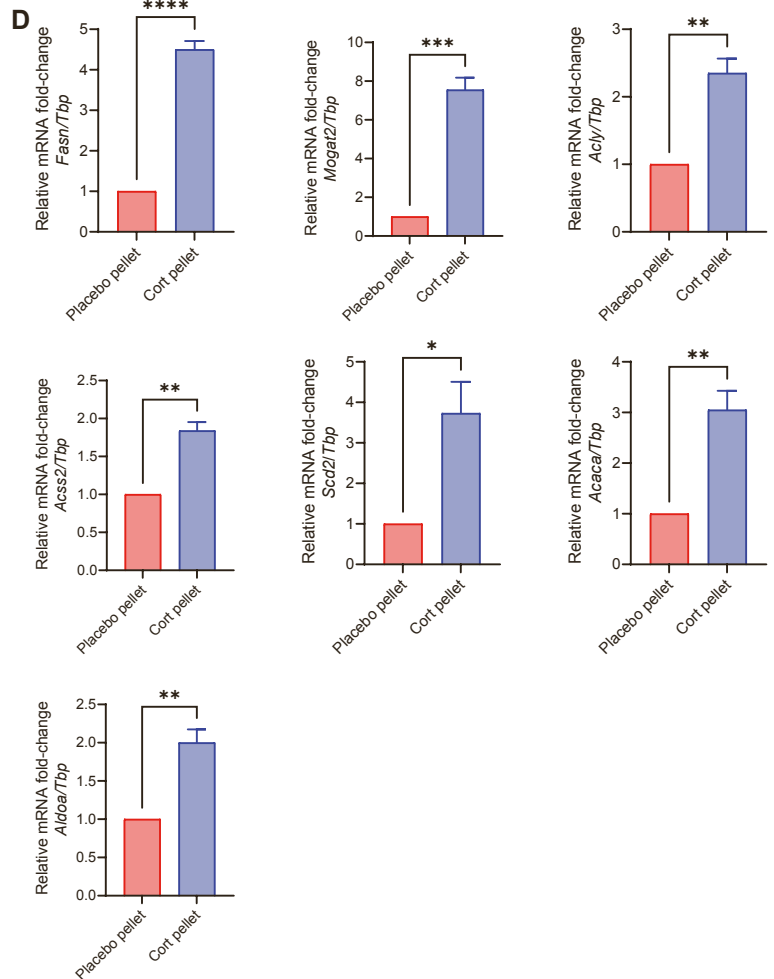 D
****
Relative mRNA fold-change
Fasn/Tbp
5
4
3
2
1
0
Placebo pellet
Cort pellet
***
Relative mRNA fold-change
Mogat2/Tbp
10
8
6
4
2
0
Placebo pellet
Cort pellet
**
Relative mRNA fold-change
Acly/Tbp
3
2
1
0
Placebo pellet
Cort pellet
**
Relative mRNA fold-change
Acss2/Tbp
2.5
2.0
1.5
1.0
0.5
0.0
Placebo pellet
Cort pellet
*
Relative mRNA fold-change
Scd2/Tbp
5
4
3
2
1
0
Placebo pellet
Cort pellet
**
Relative mRNA fold-change
Acaca/Tbp
4
3
2
1
0
Placebo pellet
Cort pellet
**
Relative mRNA fold-change
Aldoa/Tbp
2.5
2.0
1.5
1.0
0.5
0.0
Placebo pellet
Cort pellet